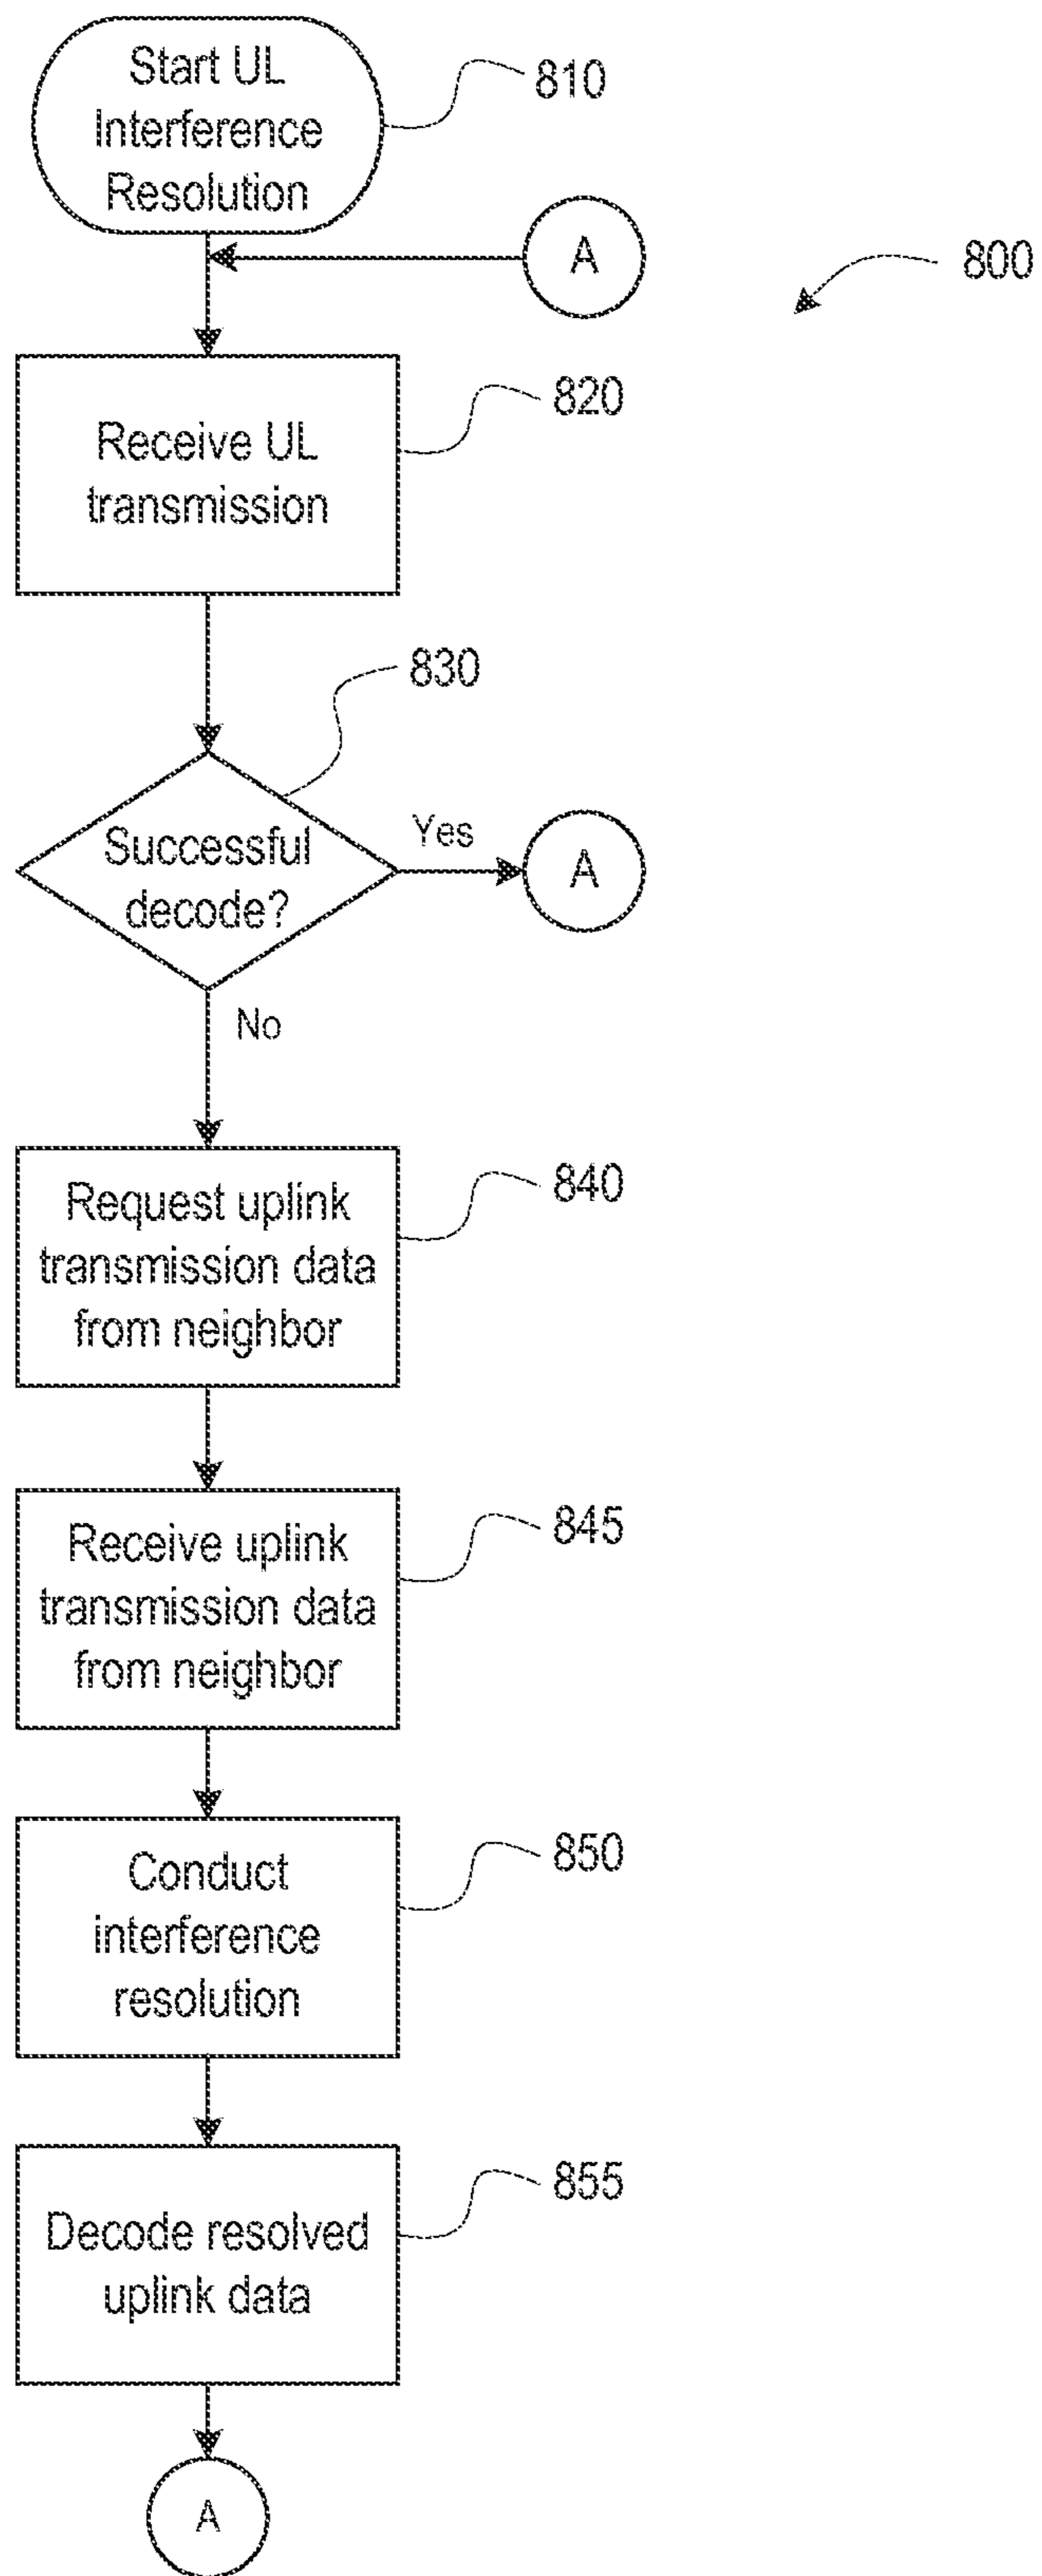 Start UL
Interference
Resolution
810
A
800
Receive UL
transmission
820
830
Successful
decode?
Yes
A
No
Request uplink
transmission data
from neighbor
840
Receive uplink
transmission data
from neighbor
845
Conduct
interference
resolution
850
Decode resolved
uplink data
855
A